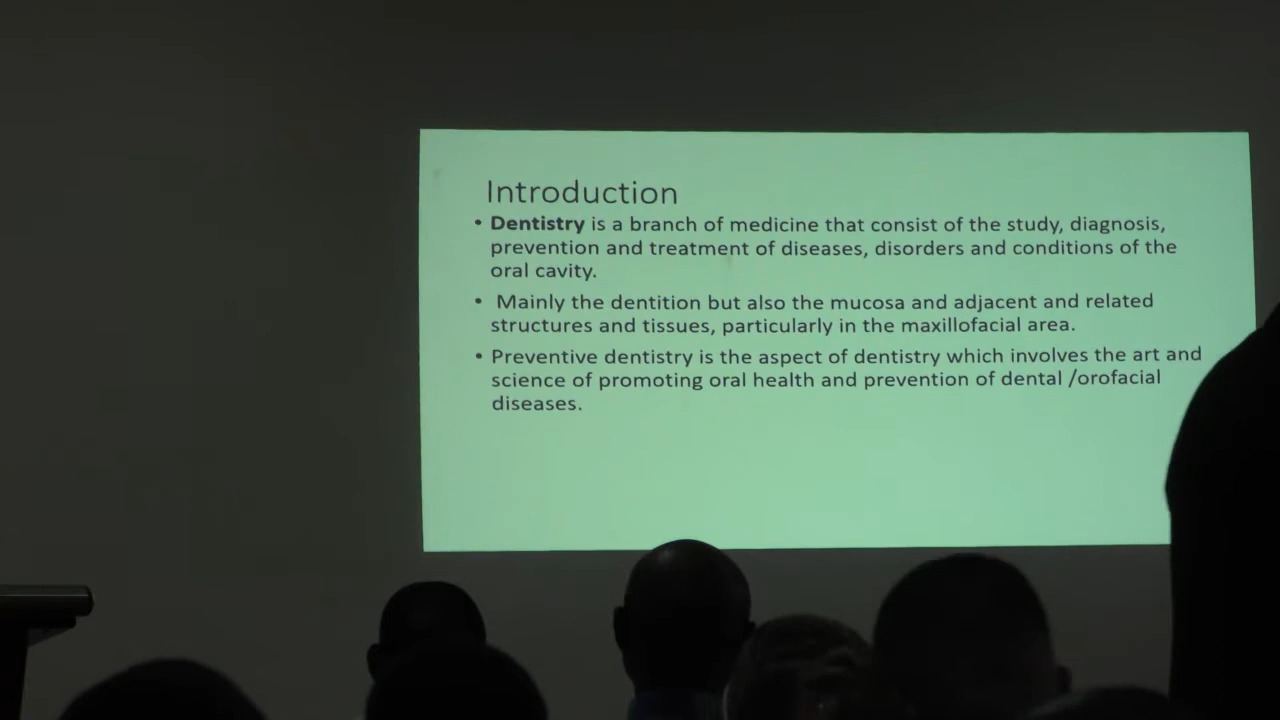 Introduction
• Dentistry is a branch of medicine that consist of the study, diagnosis,
prevention and treatment of diseases, disorders and conditions of the
oral cavity.
• Mainly the dentition but also the mucosa and adjacent and related
structures and tissues, particularly in the maxillofacial area.
• Preventive dentistry is the aspect of dentistry which involves the art and
science of promoting oral health and prevention of dental /orofacial
diseases.